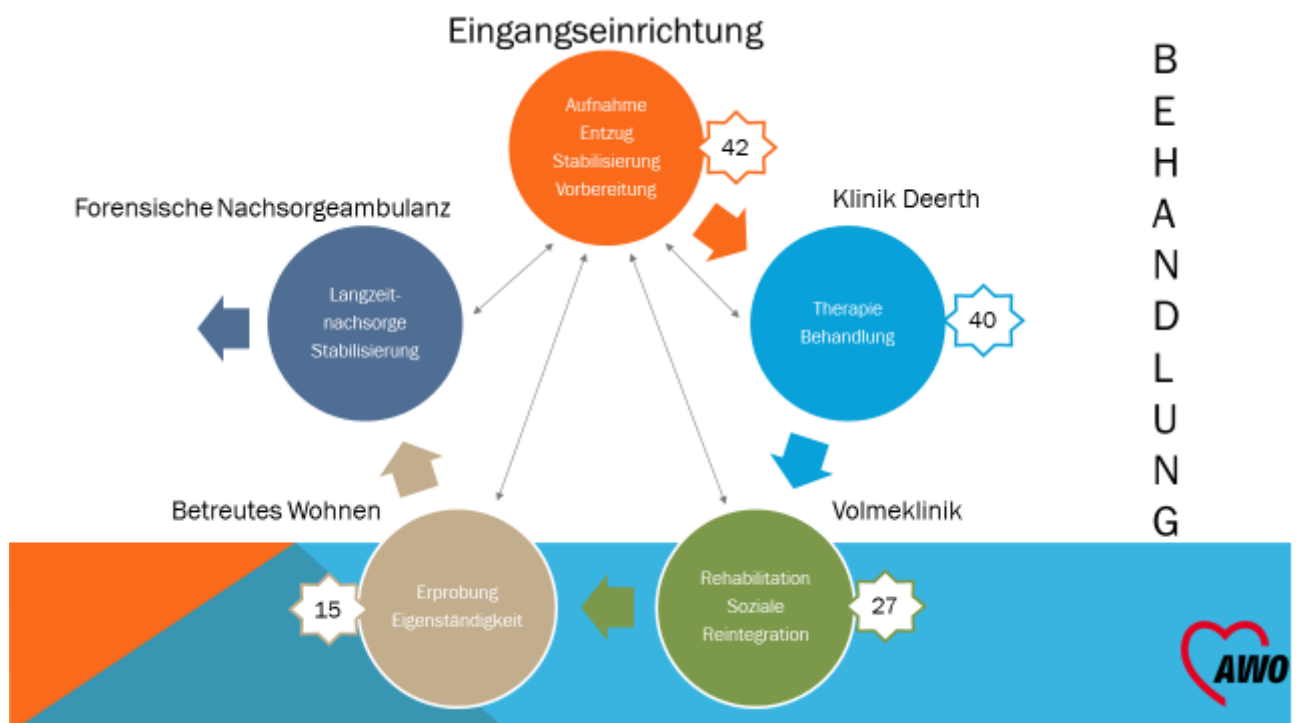 Eingangseinrichtung
Aufnahme
Entzug
Stabilisierung
Vorbereitung
42
Klinik Deerth
Therapie
Behandlung
40
Volmeklinik
Rehabilitation
Soziale
Reintegration
27
Betreutes Wohnen
Erprobung
Eigenständigkeit
15
Forensische Nachsorgeambulanz
Langzeit-
nachsorge
Stabilisierung
B
E
H
A
N
D
L
U
N
G
AWO